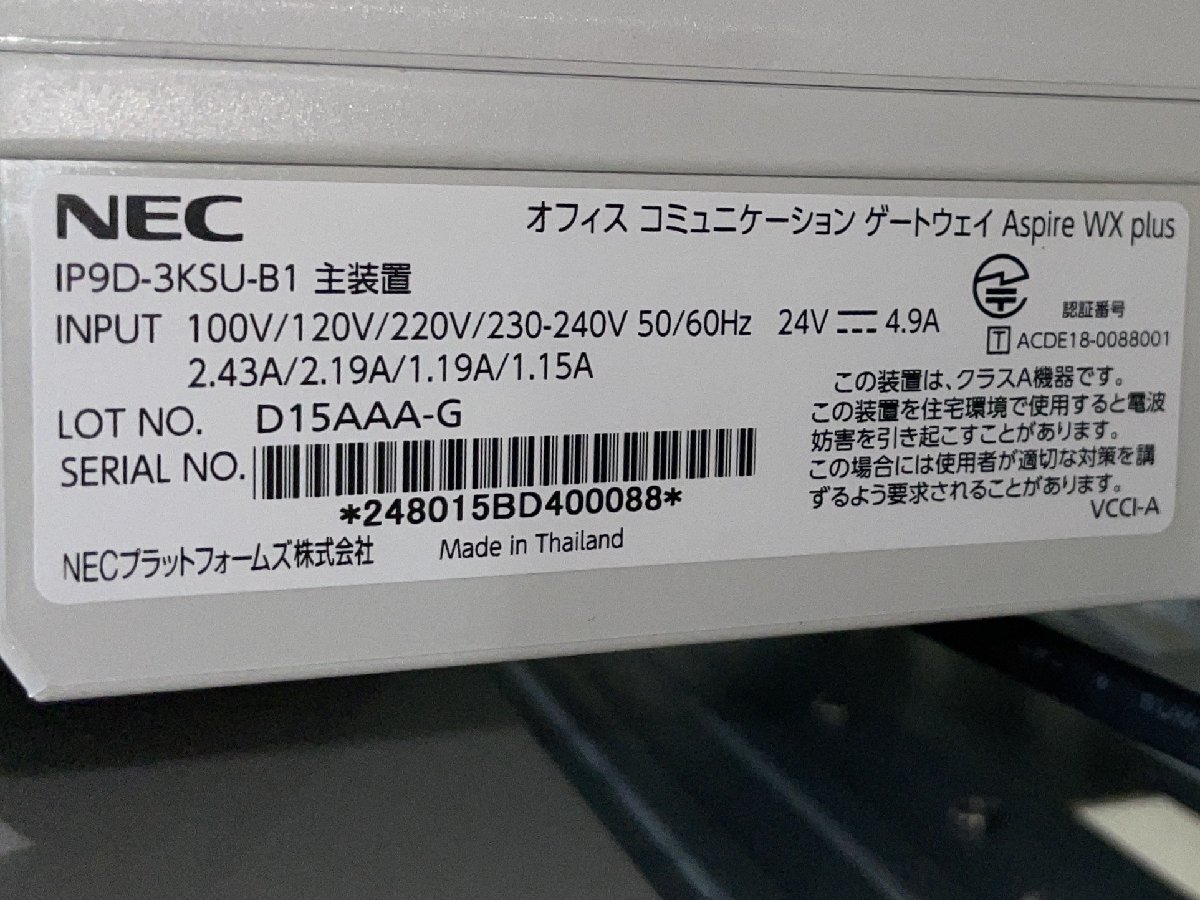 NEC
オフィス コミュニケーション ゲートウェイ Aspire WX plus
IP9D-3KSU-B1 主装置
INPUT 100V/120V/220V/230-240V 50/60Hz 24V 4.9A
2.43A/2.19A/1.19A/1.15A
認証番号
T ACDE18-0088001
LOT NO. D15AAA-G
SERIAL NO.
*248015BD400088*
NECプラットフォームズ株式会社 Made in Thailand
この装置は、クラスA機器です。
この装置を住宅環境で使用すると電波
妨害を引き起こすことがあります。
この場合には使用者が適切な対策を講
ずるよう要求されることがあります。
VCCI-A